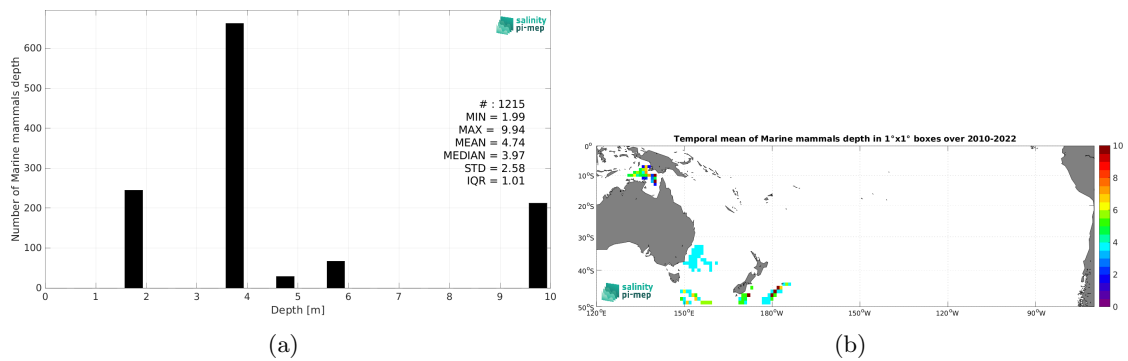 salinity
pi-mep
Number of Marine mammals depth
600
500
400
300
200
100
0
# : 1215
MIN = 1.99
MAX = 9.94
MEAN = 4.74
MEDIAN = 3.97
STD = 2.58
IQR = 1.01
0 1 2 3 4 5 6 7 8 9 10
Depth [m]
(a)
Temporal mean of Marine mammals depth in 1°x1° boxes over 2010-2022
0°
10°S
20°S
30°S
40°S
50°S
120°E 150°E 180°W 150°W 120°W 90°W
salinity
pi-mep
10
8
6
4
2
0
(b)